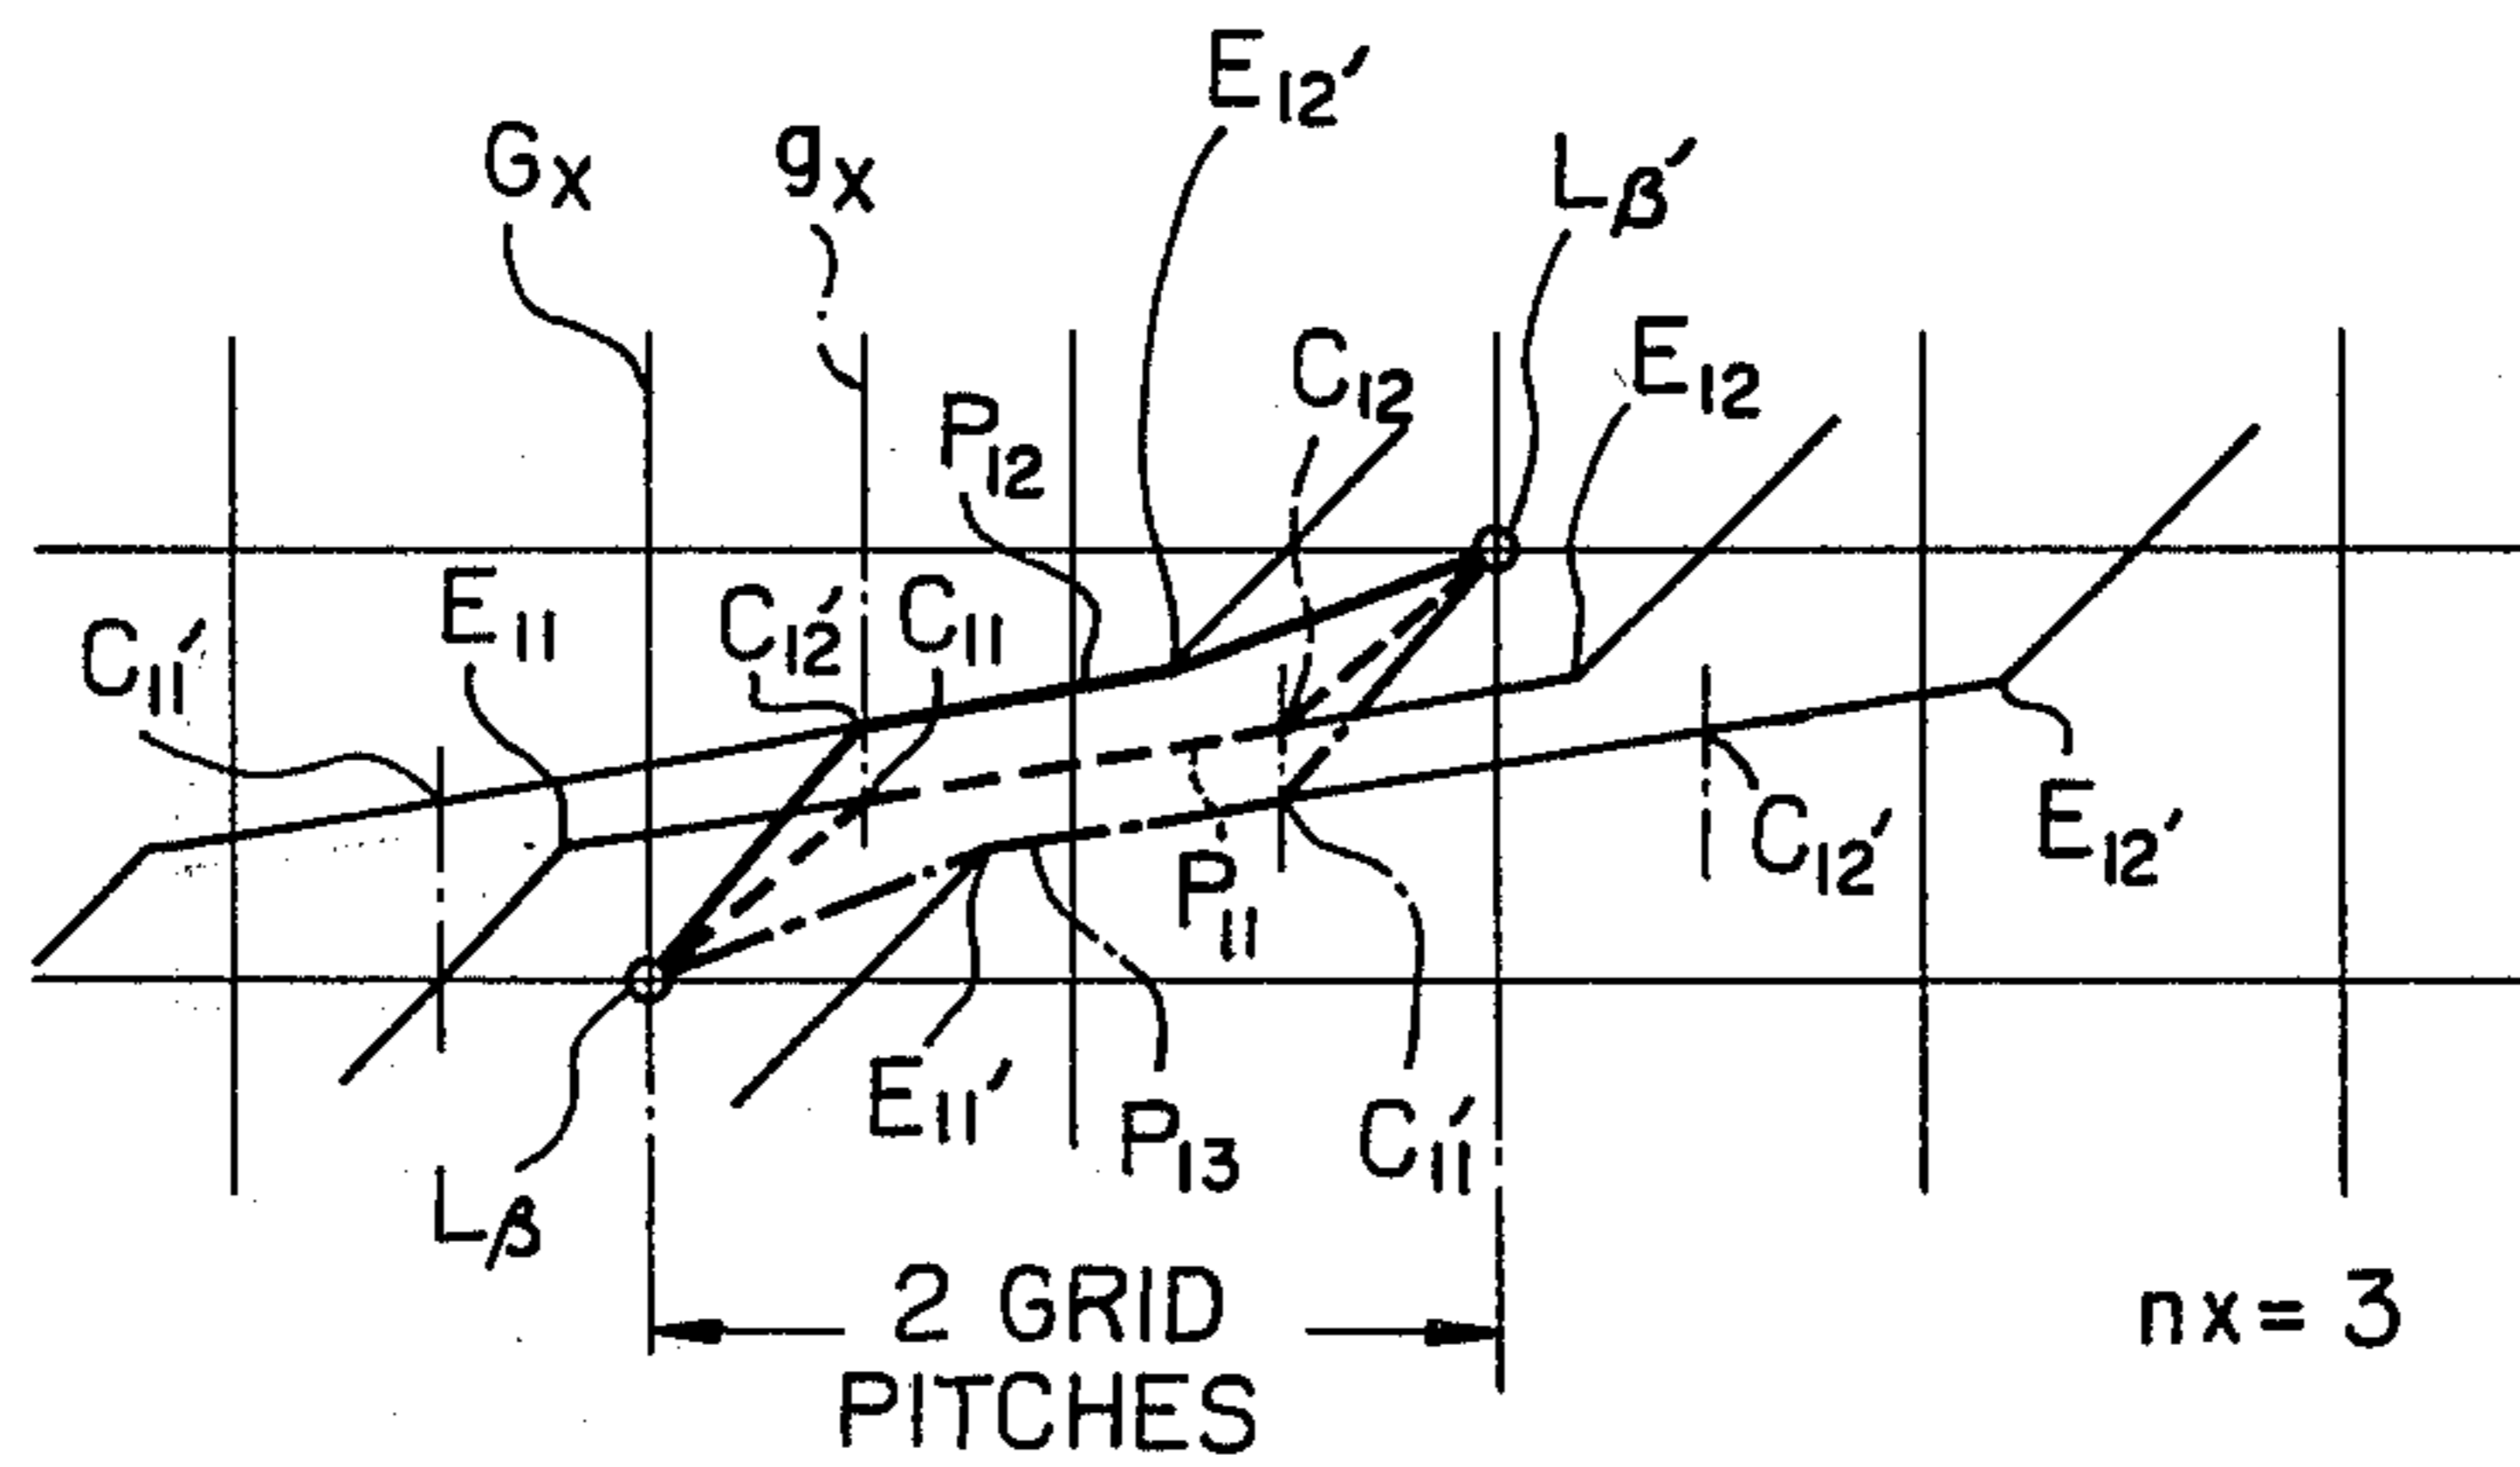 E₁₂′
Gₓ gₓ Lᵦ′
C₁₂ E₁₂
P₁₂
C₁₁′ E₁₁ C₁₂′ C₁₁
P₁₁ C₁₂′ E₁₂′
E₁₁′ P₁₃ C₁₁′
Lᵦ
2 GRID
PITCHES
nx = 3